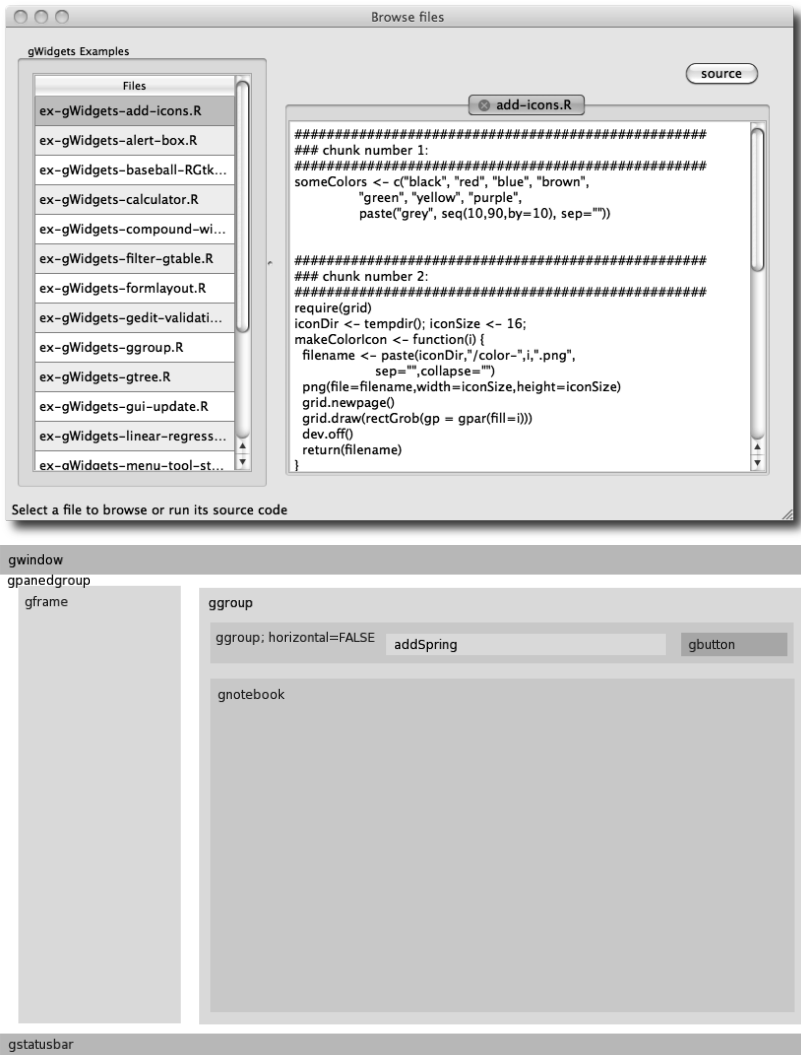 Browse files
gWidgets Examples
Files
ex-gWidgets-add-icons.R
ex-gWidgets-alert-box.R
ex-gWidgets-baseball-RGtk...
ex-gWidgets-calculator.R
ex-gWidgets-compound-wi...
ex-gWidgets-filter-gtable.R
ex-gWidgets-formlayout.R
ex-gWidgets-gedit-validati...
ex-gWidgets-ggroup.R
ex-gWidgets-gtree.R
ex-gWidgets-gui-update.R
ex-gWidgets-linear-regress...
ex-gWidgets-menu-tool-st...
source
add-icons.R
###################################################
### chunk number 1:
###################################################
someColors <- c("black", "red", "blue", "brown",
"green", "yellow", "purple",
paste("grey", seq(10,90,by=10), sep=""))
###################################################
### chunk number 2:
###################################################
require(grid)
iconDir <- tempdir(); iconSize <- 16;
makeColorIcon <- function(i) {
filename <- paste(iconDir,"/color-",i,".png",
sep="",collapse="")
png(file=filename,width=iconSize,height=iconSize)
grid.newpage()
grid.draw(rectGrob(gp = gpar(fill=i)))
dev.off()
return(filename)
}
Select a file to browse or run its source code
gwindow
gpanedgroup
gframe
ggroup
ggroup; horizontal=FALSE
addSpring
gbutton
gnotebook
gstatusbar